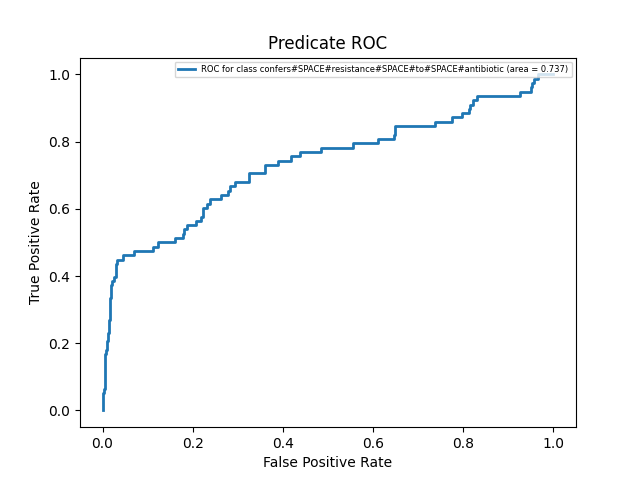 Predicate ROC
ROC for class confers#SPACE#resistance#SPACE#to#SPACE#antibiotic (area = 0.737)
1.0
0.8
0.6
0.4
0.2
0.0
True Positive Rate
0.0 0.2 0.4 0.6 0.8 1.0
False Positive Rate